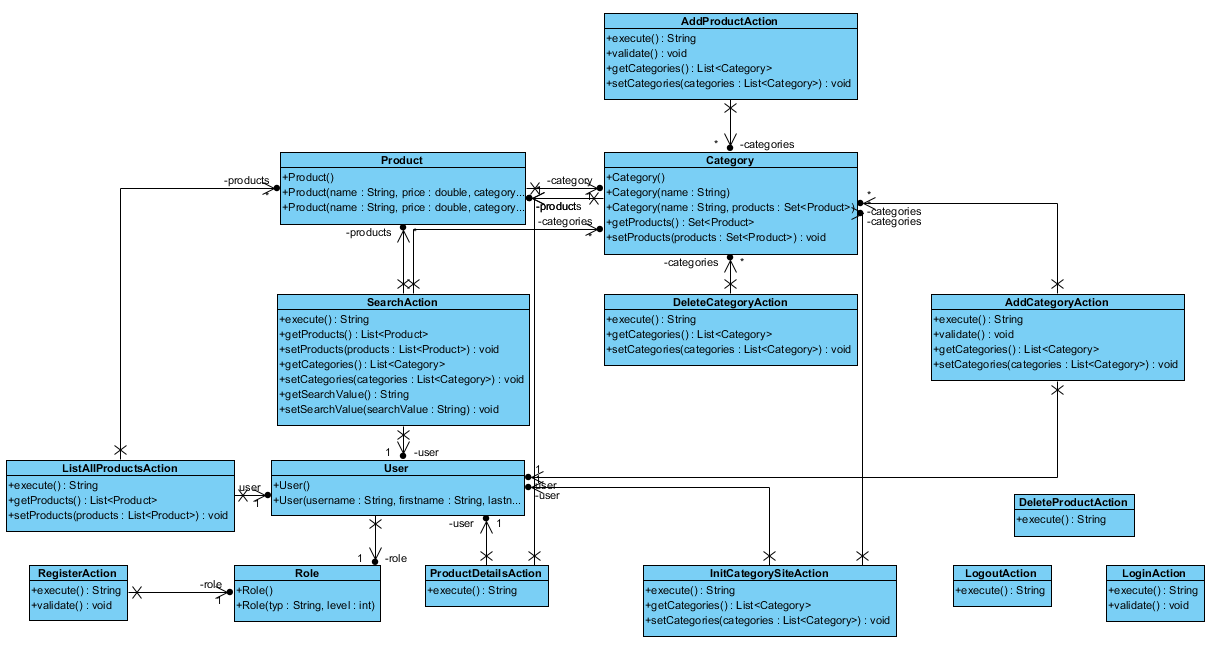 AddProductAction
+execute() : String
+validate() : void
+getCategories() : List<Category>
+setCategories(categories : List<Category>) : void
*
-categories
Product
+Product()
+Product(name : String, price : double, category...
+Product(name : String, price : double, category...
-products
*
-category
1
-products
-categories
*
Category
+Category()
+Category(name : String)
+Category(name : String, products : Set<Product>)
+getProducts() : Set<Product>
+setProducts(products : Set<Product>) : void
*
-categories
-categories
-products
*
-categories
*
SearchAction
+execute() : String
+getProducts() : List<Product>
+setProducts(products : List<Product>) : void
+getCategories() : List<Category>
+setCategories(categories : List<Category>) : void
+getSearchValue() : String
+setSearchValue(searchValue : String) : void
DeleteCategoryAction
+execute() : String
+getCategories() : List<Category>
+setCategories(categories : List<Category>) : void
AddCategoryAction
+execute() : String
+validate() : void
+getCategories() : List<Category>
+setCategories(categories : List<Category>) : void
1
-user
ListAllProductsAction
+execute() : String
+getProducts() : List<Product>
+setProducts(products : List<Product>) : void
user
1
User
+User()
+User(username : String, firstname : String, lastn...
1
-user
-user
DeleteProductAction
+execute() : String
-user
1
1
-role
RegisterAction
+execute() : String
+validate() : void
-role
1
Role
+Role()
+Role(typ : String, level : int)
ProductDetailsAction
+execute() : String
InitCategorySiteAction
+execute() : String
+getCategories() : List<Category>
+setCategories(categories : List<Category>) : void
LogoutAction
+execute() : String
LoginAction
+execute() : String
+validate() : void